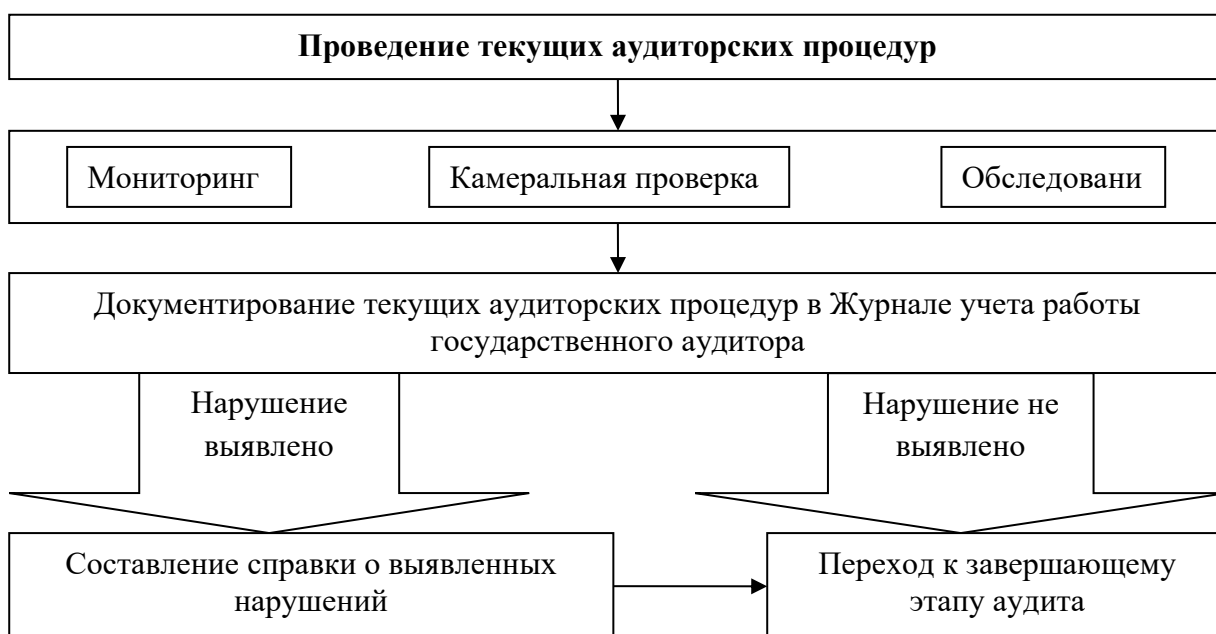 Проведение текущих аудиторских процедур
Мониторинг
Камеральная проверка
Обследовани
Документирование текущих аудиторских процедур в Журнале учета работы
государственного аудитора
Нарушение
выявлено
Нарушение не
выявлено
Составление справки о выявленных
нарушений
Переход к завершающему
этапу аудита